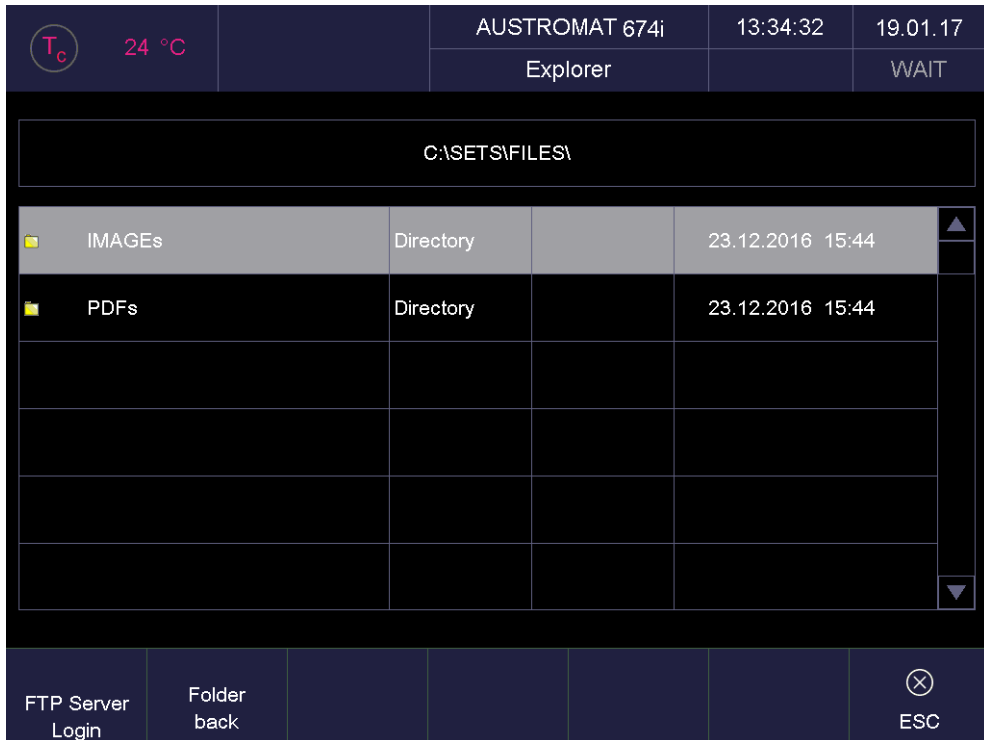 Tc 24 °C AUSTROMAT 674i 13:34:32 19.01.17
Explorer WAIT
C:\SETS\FILES\
IMAGEs Directory 23.12.2016 15:44
PDFs Directory 23.12.2016 15:44
FTP Server
Login
Folder
back
ESC